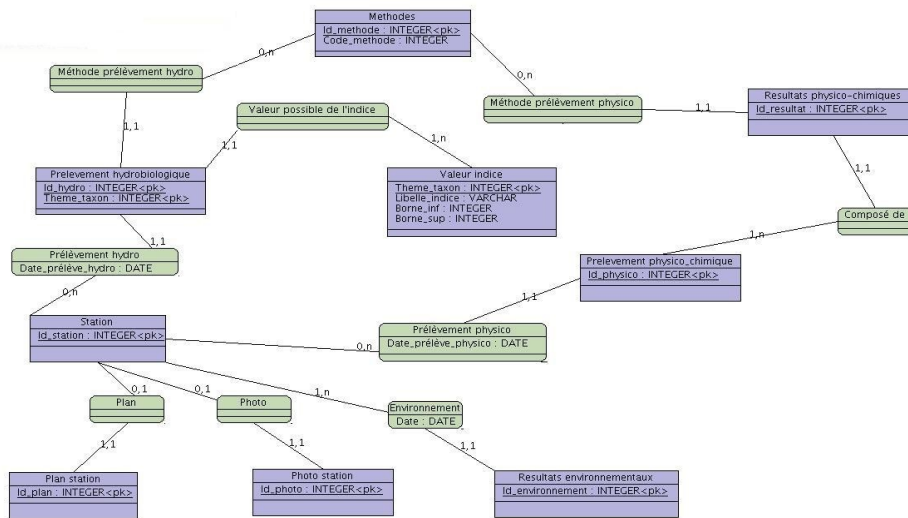 Methodes
Id_methode : INTEGER<pk>
Code_methode : INTEGER
0,n
0,n
Méthode prélèvement hydro
Méthode prélèvement physico
1,1
Resultats physico-chimiques
Id_resultat : INTEGER<pk>
Valeur possible de l'indice
1,1
1,1
1,n
1,1
Prelevement hydrobiologique
Id_hydro : INTEGER<pk>
Theme_taxon : INTEGER<pk>
Valeur indice
Theme_taxon : INTEGER<pk>
Libelle_indice : VARCHAR
Borne_inf : INTEGER
Borne_sup : INTEGER
Composé de
1,n
1,1
Prélèvement hydro
Date_prélève_hydro : DATE
Prelevement physico_chimique
Id_physico : INTEGER<pk>
0,n
1,1
Station
Id_station : INTEGER<pk>
Prélèvement physico
Date_prélève_physico : DATE
0,n
0,1
0,1
1,n
Plan
Photo
Environnement
Date : DATE
1,1
1,1
1,1
Plan station
Id_plan : INTEGER<pk>
Photo station
Id_photo : INTEGER<pk>
Resultats environnementaux
Id_environnement : INTEGER<pk>